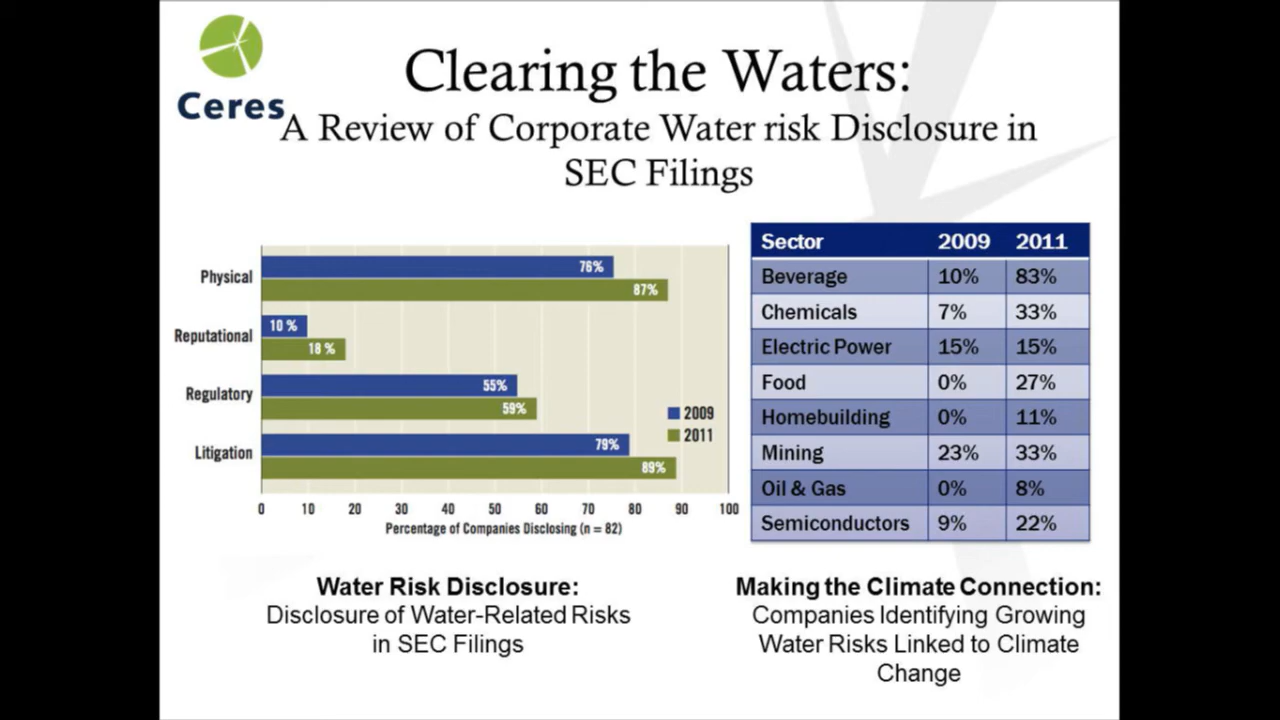 Ceres
Clearing the Waters:
A Review of Corporate Water risk Disclosure in
SEC Filings
Physical
76%
87%
Reputational
10 %
18 %
Regulatory
55%
59%
Litigation
79%
89%
2009
2011
0 10 20 30 40 50 60 70 80 90 100
Percentage of Companies Disclosing (n = 82)
Water Risk Disclosure:
Disclosure of Water-Related Risks
in SEC Filings
Sector 2009 2011
Beverage 10% 83%
Chemicals 7% 33%
Electric Power 15% 15%
Food 0% 27%
Homebuilding 0% 11%
Mining 23% 33%
Oil & Gas 0% 8%
Semiconductors 9% 22%
Making the Climate Connection:
Companies Identifying Growing
Water Risks Linked to Climate
Change